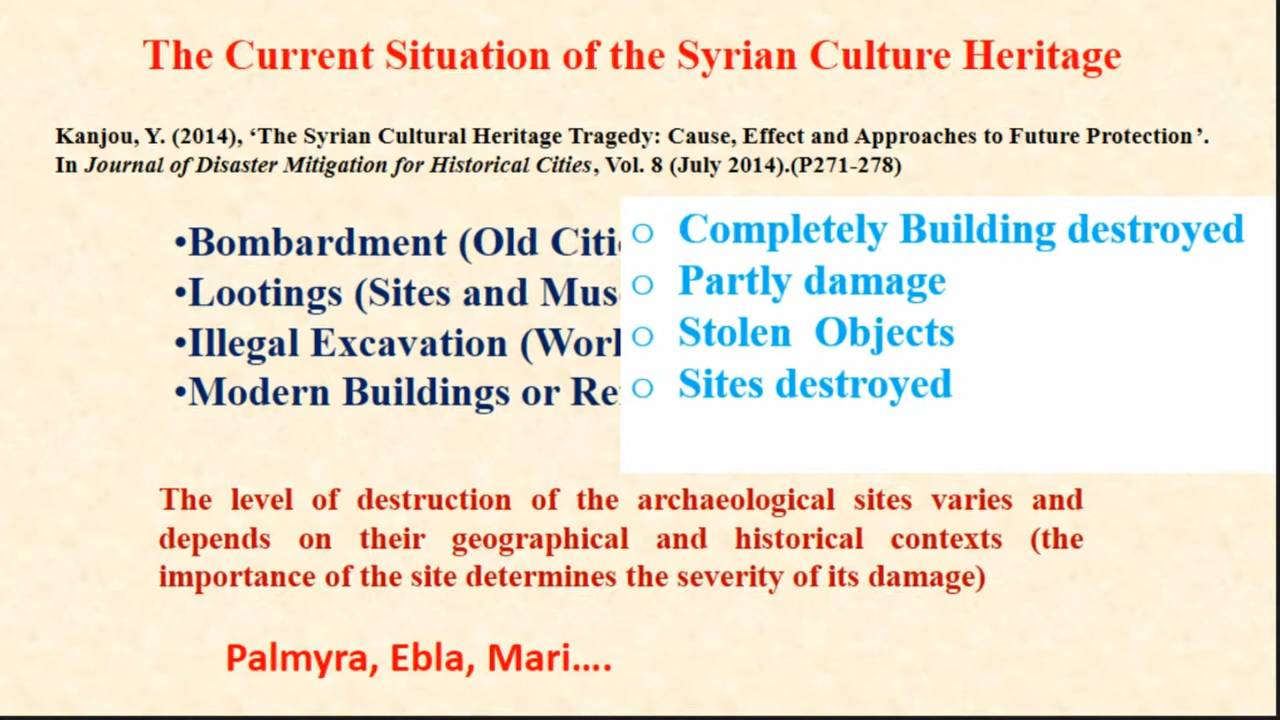 The Current Situation of the Syrian Culture Heritage
Kanjou, Y. (2014), ‘The Syrian Cultural Heritage Tragedy: Cause, Effect and Approaches to Future Protection’.
In Journal of Disaster Mitigation for Historical Cities, Vol. 8 (July 2014).(P271-278)
•Bombardment (Old
•Lootings (Sites and
•Illegal Excavation
•Modern Buildings or
○ Completely Building destroyed
○ Partly damage
○ Stolen Objects
○ Sites destroyed
The level of destruction of the archaeological sites varies and
depends on their geographical and historical contexts (the
importance of the site determines the severity of its damage)
Palmyra, Ebla, Mari....